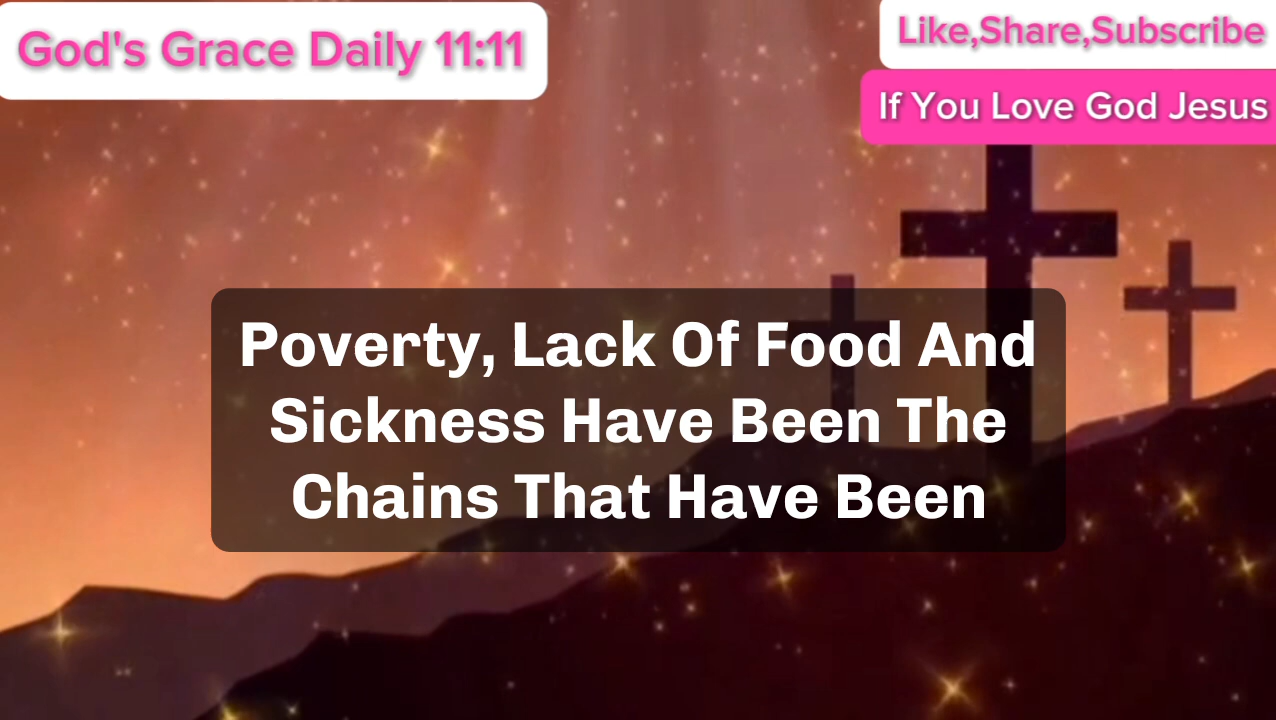 God's Grace Daily 11:11
Like,Share,Subscribe
If You Love God Jesus
Poverty, Lack Of Food And
Sickness Have Been The
Chains That Have Been